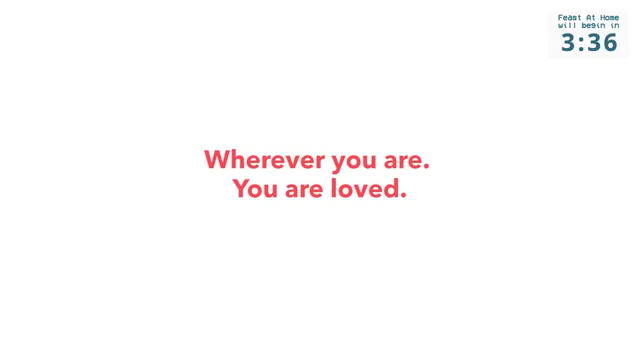 Feast At Home
will begin in
3:36
Wherever you are.
You are loved.